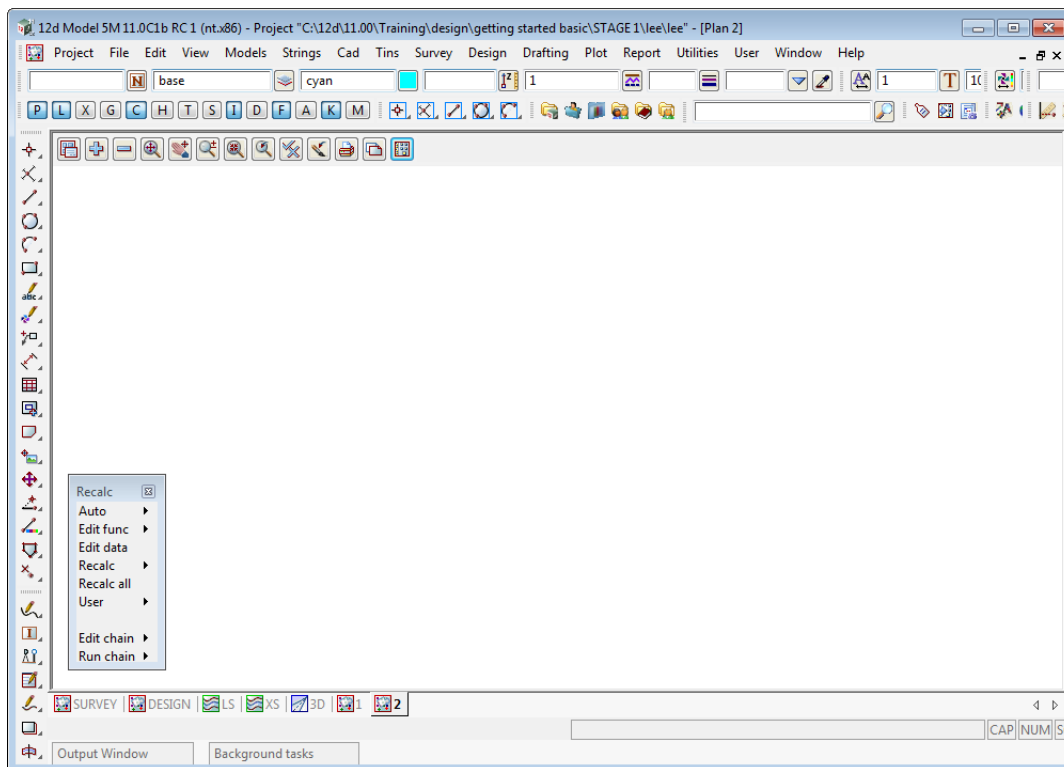 12d Model 5M 11.0C1b RC 1 (nt.x86) - Project "C:\12d\11.00\Training\design\getting started basic\STAGE 1\lee\lee" - [Plan 2]
Project File Edit View Models Strings Cad Tins Survey Design Drafting Plot Report Utilities User Window Help
N base cyan 1 1 T
P L X G C H T S I D F A K M
abc
Recalc
Auto
Edit func
Edit data
Recalc
Recalc all
User
Edit chain
Run chain
SURVEY DESIGN LS XS 3D 1 2
CAP NUM S
Output Window Background tasks